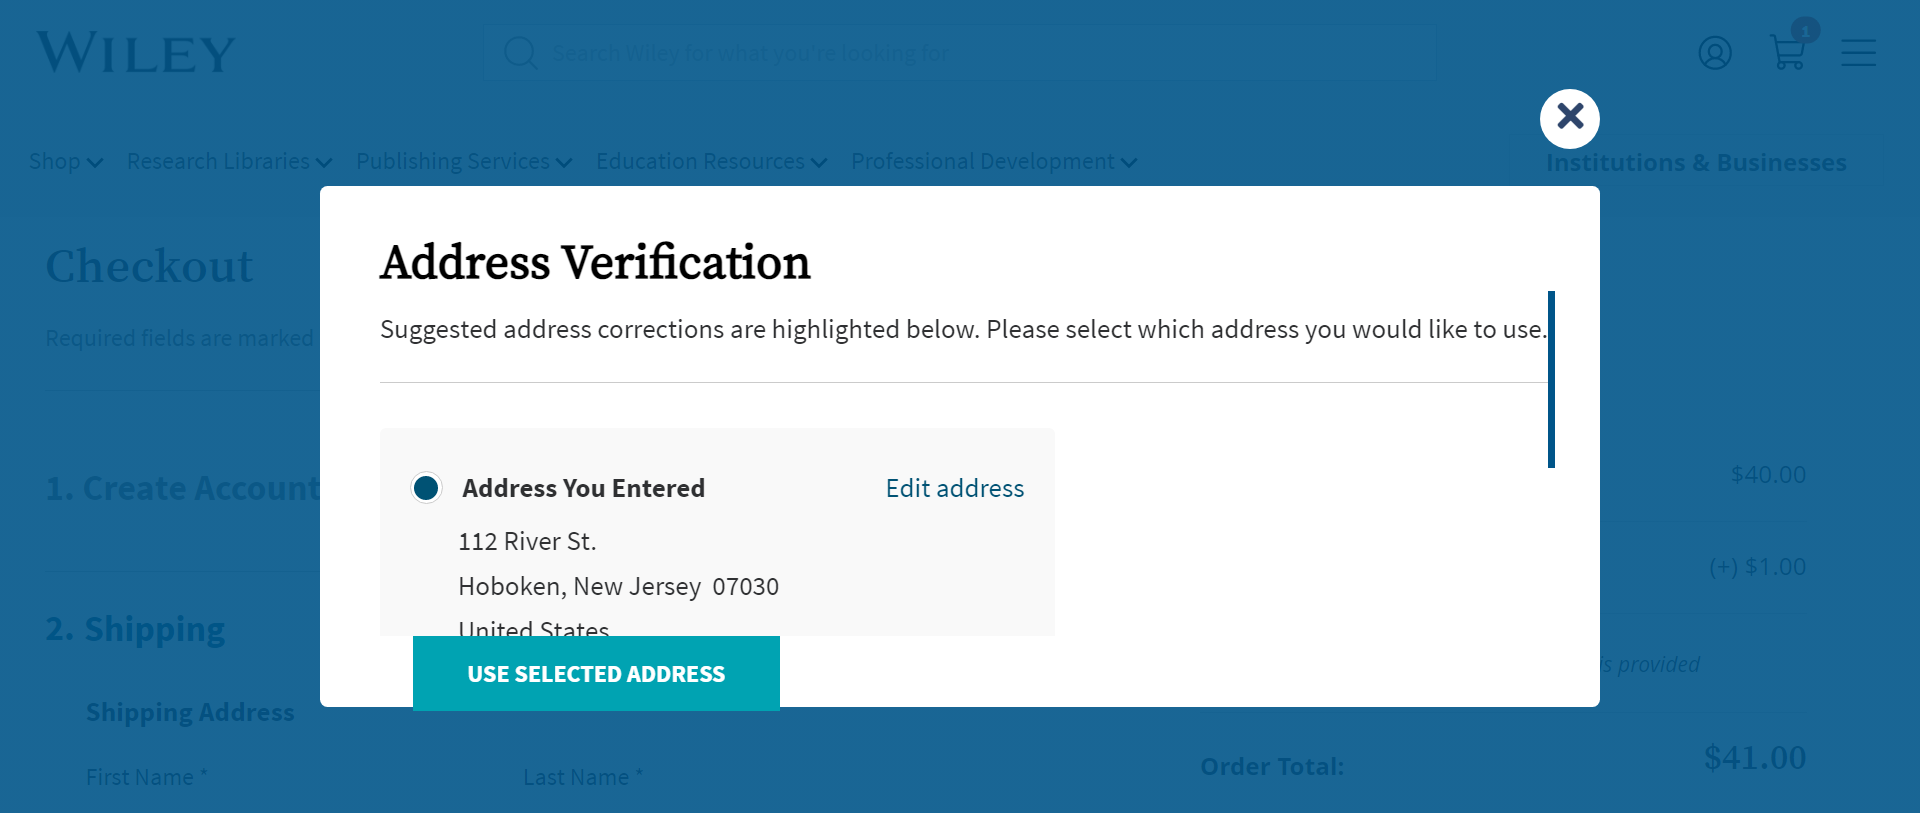 WILEY
Search Wiley for what you're looking for
1
Shop
Research Libraries
Publishing Services
Education Resources
Professional Development
Institutions & Businesses
Checkout
Required fields are marked
1. Create Account
2. Shipping
Shipping Address
First Name *
Last Name *
Address Verification
Suggested address corrections are highlighted below. Please select which address you would like to use.
Address You Entered
Edit address
112 River St.
Hoboken, New Jersey 07030
United States
USE SELECTED ADDRESS
$40.00
(+) $1.00
is provided
Order Total:
$41.00